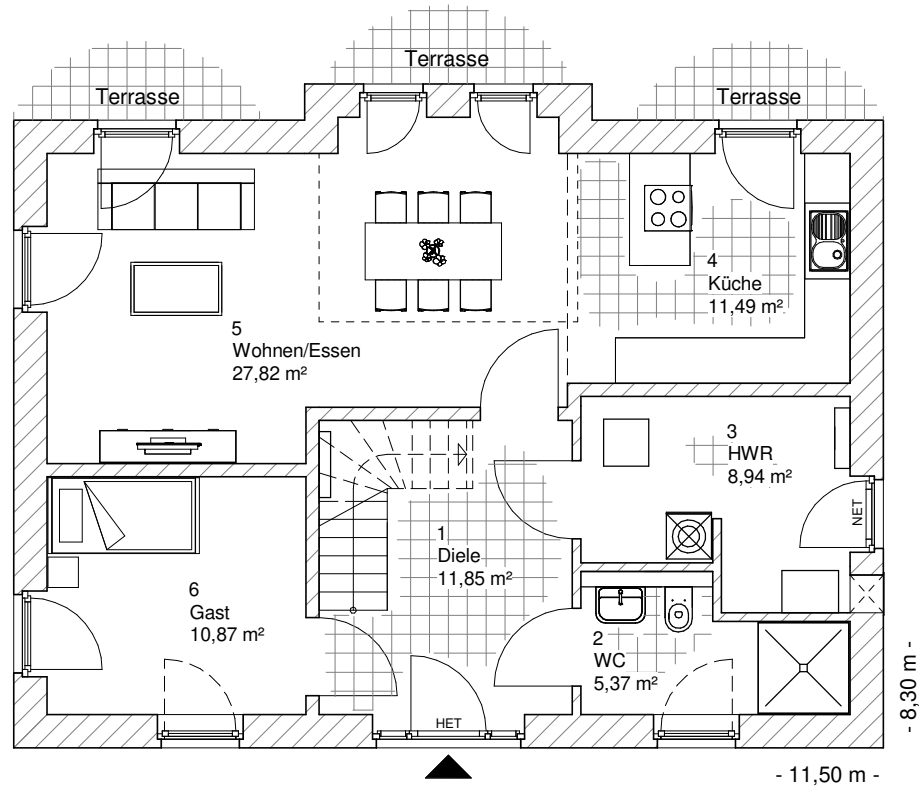 Terrasse
Terrasse
Terrasse
4
Küche
11,49 m²
5
Wohnen/Essen
27,82 m²
3
HWR
8,94 m²
NET
1
Diele
11,85 m²
6
Gast
10,87 m²
2
WC
5,37 m²
HET
- 8,30 m -
- 11,50 m -